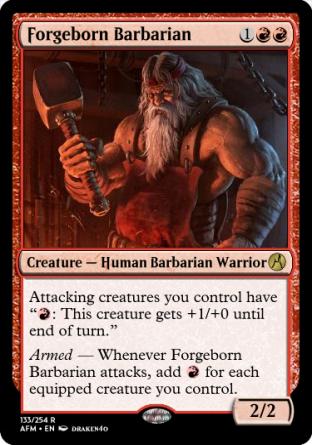 Forgeborn Barbarian 1
Creature — Human Barbarian Warrior
Attacking creatures you control have
“: This creature gets +1/+0 until
end of turn.”
Armed — Whenever Forgeborn
Barbarian attacks, add for each
equipped creature you control.
133/254 R
AFM • EN DRAKEN40
2/2